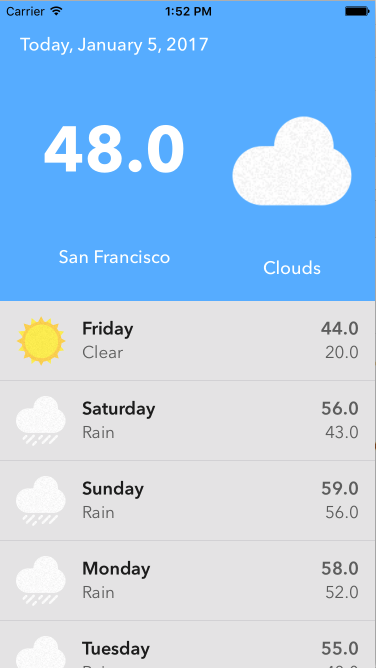 Carrier 1:52 PM
Today, January 5, 2017
48.0
San Francisco
Clouds
Friday 44.0
Clear 20.0
Saturday 56.0
Rain 43.0
Sunday 59.0
Rain 56.0
Monday 58.0
Rain 52.0
Tuesday 55.0